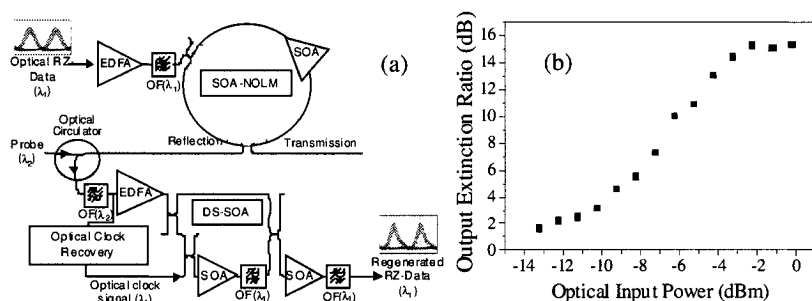 Optical RZ
Data
(λ₁)
EDFA
OF(λ₁)
SOA
SOA-NOLM
(a)
Reflection
Transmission
Optical
Circulator
Probe
(λ₂)
OF(λ₂)
EDFA
DS-SOA
Optical Clock
Recovery
SOA
OF(λ₁)
SOA
OF(λ₁)
Optical clock
Regenerated
RZ-Data
(λ₁)
(b)
Output Extinction Ratio (dB)
16
14
12
10
8
6
4
2
0
-14
-12
-10
-8
-6
-4
-2
0
Optical Input Power (dBm)